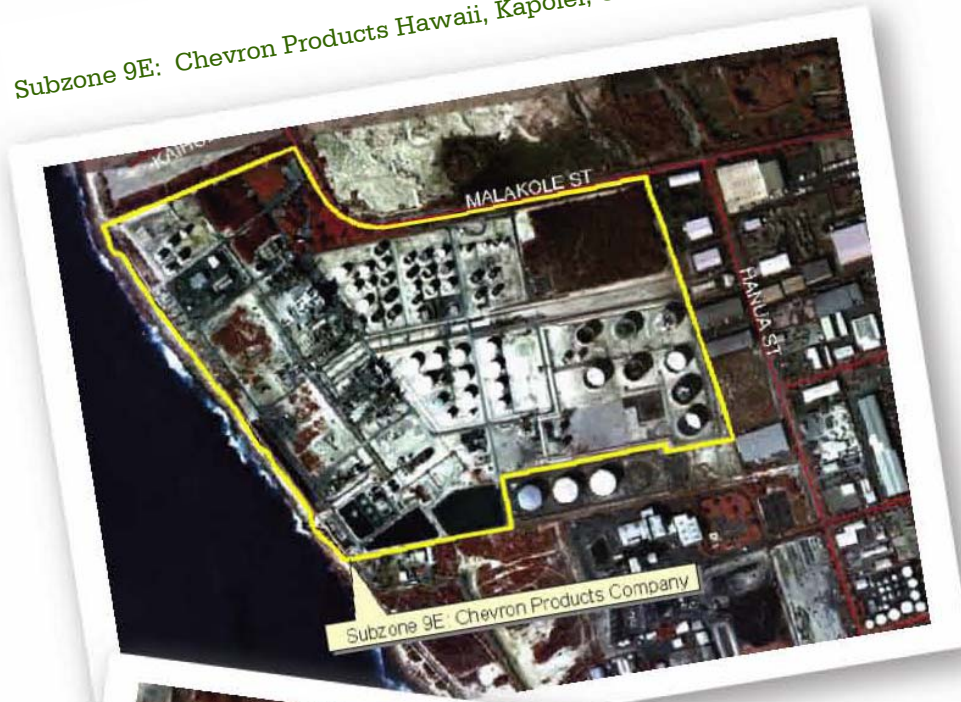 Subzone 9E: Chevron Products Hawaii, Kapolei,
MALAKOLE ST
HANUA ST
Subzone 9E: Chevron Products Company